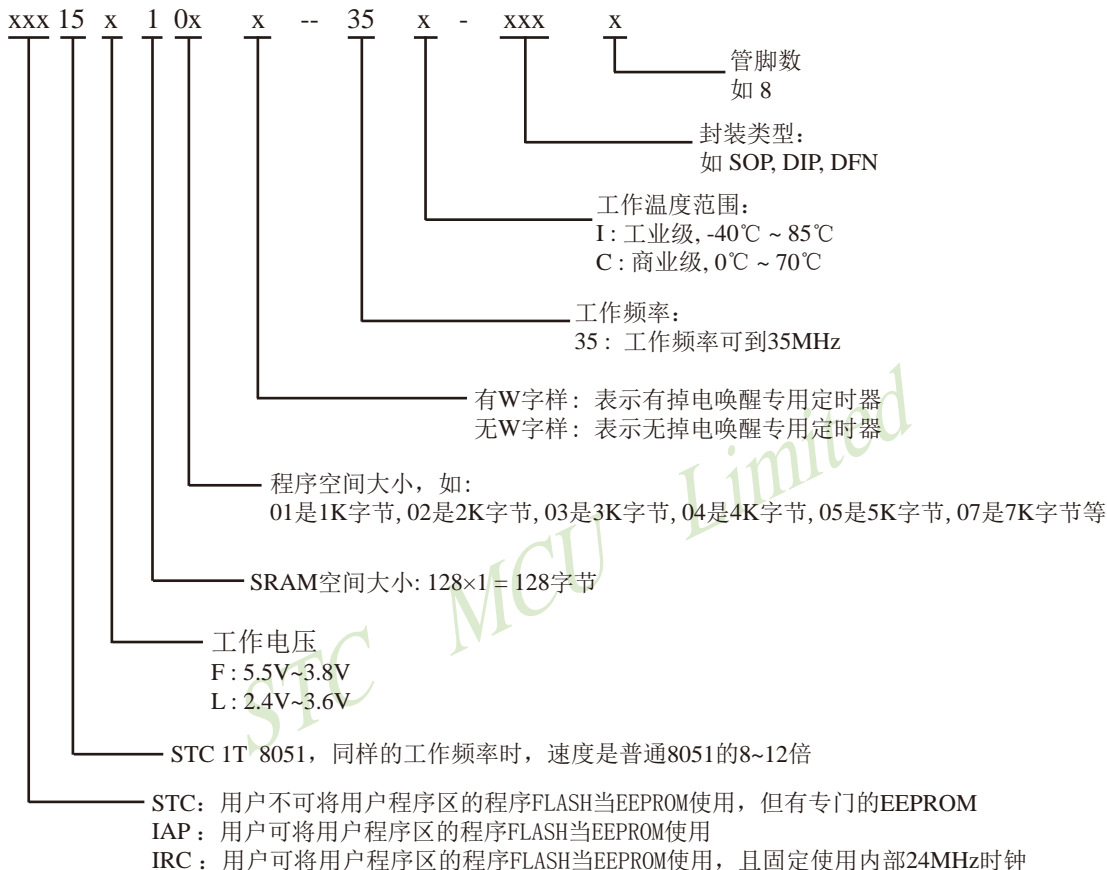 xxx 15 x 1 0x x -- 35 x - xxx x
管脚数
如 8
封装类型：
如 SOP, DIP, DFN
工作温度范围：
I : 工业级, -40℃ ~ 85℃
C : 商业级, 0℃ ~ 70℃
工作频率：
35 : 工作频率可到35MHz
有W字样：表示有掉电唤醒专用定时器
无W字样：表示无掉电唤醒专用定时器
程序空间大小，如：
01是1K字节, 02是2K字节, 03是3K字节, 04是4K字节, 05是5K字节, 07是7K字节等
SRAM空间大小: 128×1 = 128字节
工作电压
F : 5.5V~3.8V
L : 2.4V~3.6V
STC 1T 8051，同样的工作频率时，速度是普通8051的8~12倍
STC：用户不可将用户程序区的程序FLASH当EEPROM使用，但有专门的EEPROM
IAP：用户可将用户程序区的程序FLASH当EEPROM使用
IRC：用户可将用户程序区的程序FLASH当EEPROM使用，且固定使用内部24MHz时钟
STC MCU Limited